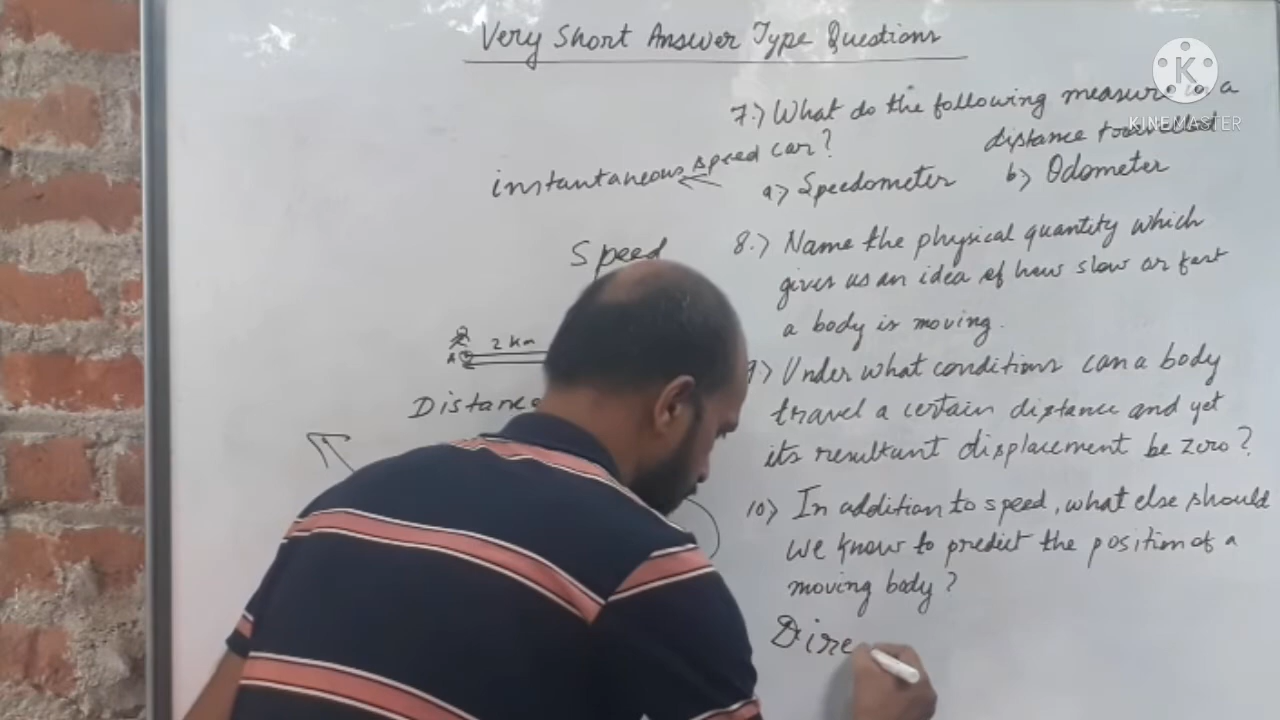 Very Short Answer Type Questions
K
KINEMASTER
7.) What do the following measure in a
car?
distance travelled
instantaneous speed
a) Speedometer b) Odometer
Speed
8.) Name the physical quantity which
gives us an idea of how slow or fast
a body is moving.
A 2 Km
Distance
9) Under what conditions can a body
travel a certain distance and yet
its resultant displacement be zero?
10) In addition to speed, what else should
we know to predict the position of a
moving body?
Dire